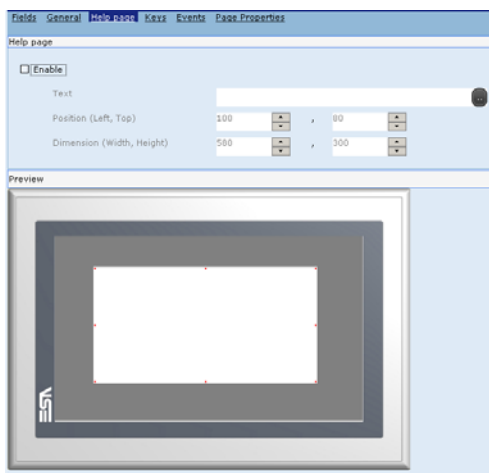 Fields General Help page Keys Events Page Properties
Help page
Enable
Text
Position (Left, Top) 100 , 80
Dimension (Width, Height) 580 , 300
Preview
ESA